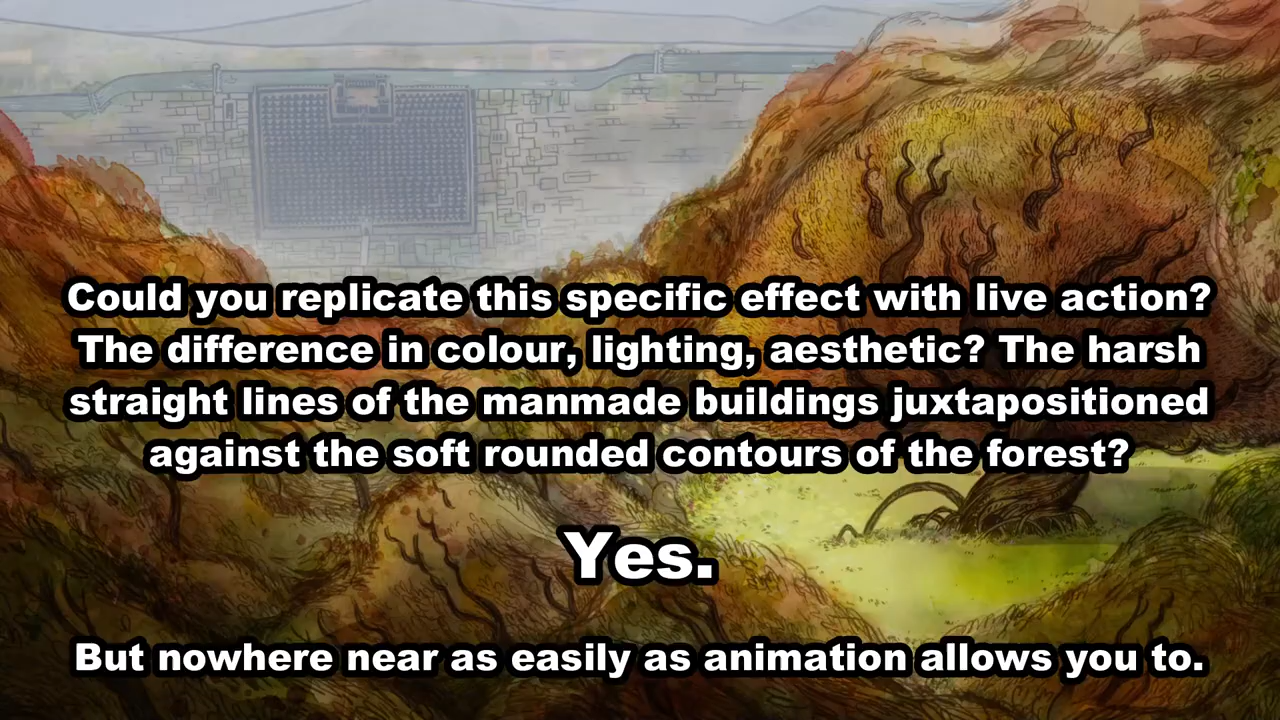 Could you replicate this specific effect with live action?
The difference in colour, lighting, aesthetic? The harsh
straight lines of the manmade buildings juxtapositioned
against the soft rounded contours of the forest?
Yes.
But nowhere near as easily as animation allows you to.